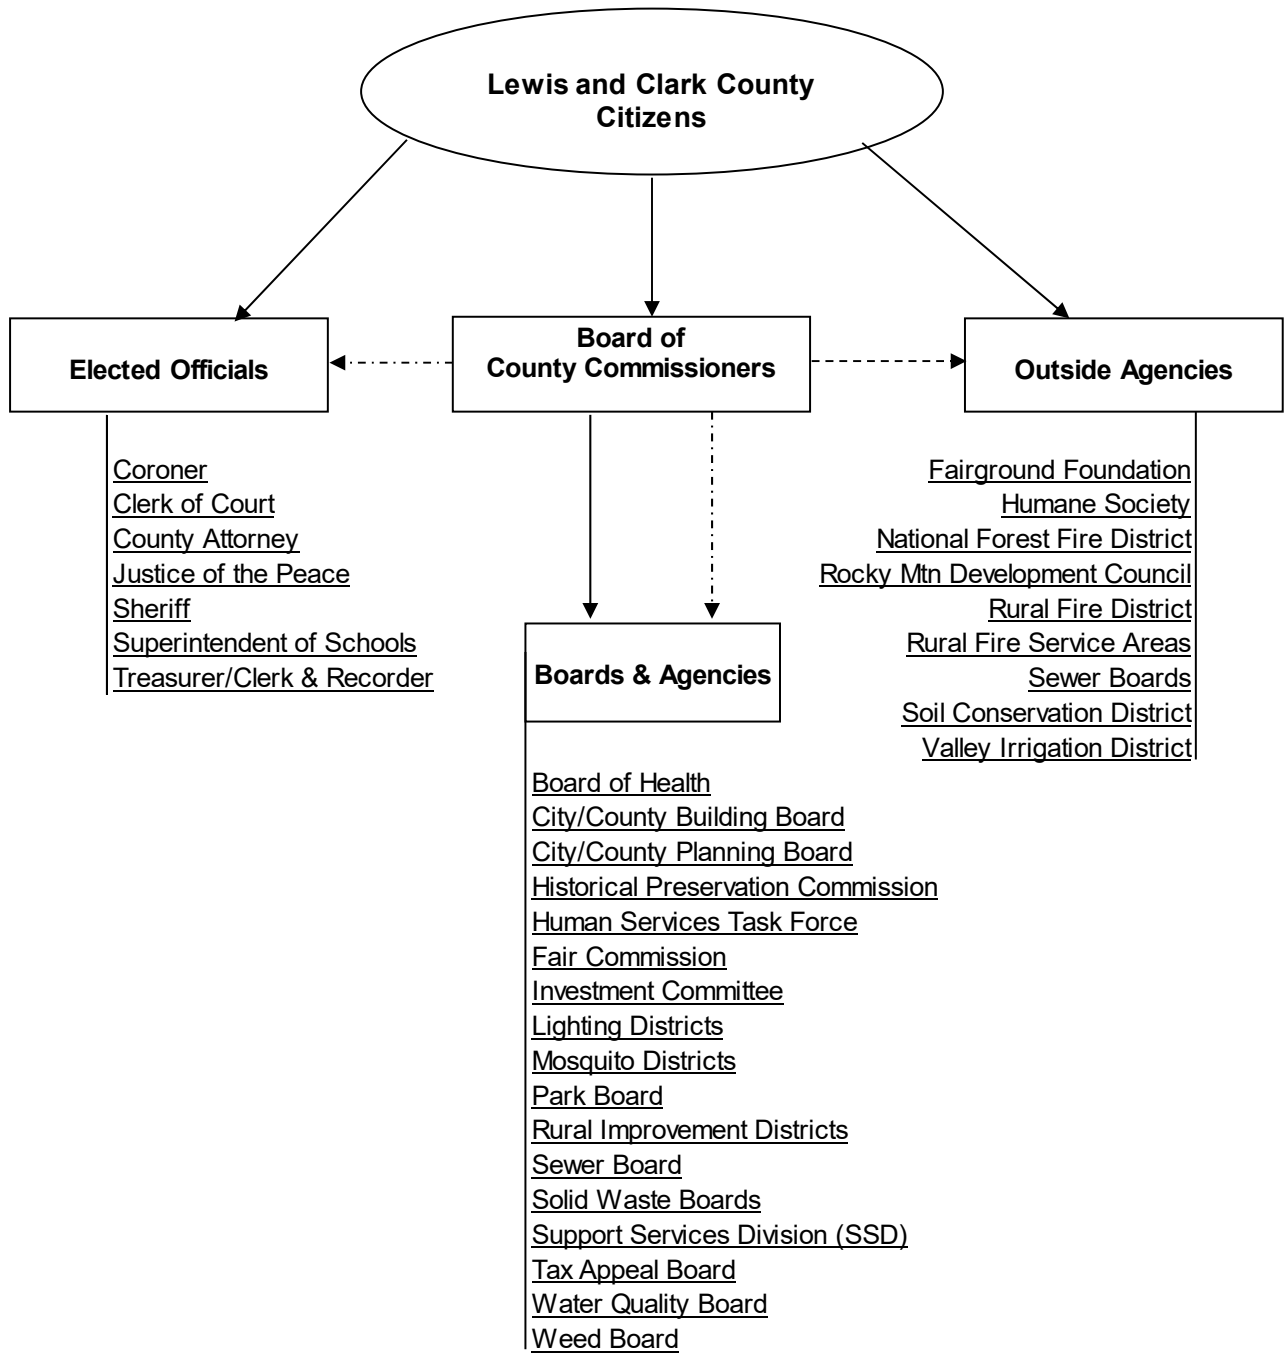 Lewis and Clark County
Citizens
Elected Officials
Board of
County Commissioners
Outside Agencies
Coroner
Clerk of Court
County Attorney
Justice of the Peace
Sheriff
Superintendent of Schools
Treasurer/Clerk & Recorder
Fairground Foundation
Humane Society
National Forest Fire District
Rocky Mtn Development Council
Rural Fire District
Rural Fire Service Areas
Sewer Boards
Soil Conservation District
Valley Irrigation District
Boards & Agencies
Board of Health
City/County Building Board
City/County Planning Board
Historical Preservation Commission
Human Services Task Force
Fair Commission
Investment Committee
Lighting Districts
Mosquito Districts
Park Board
Rural Improvement Districts
Sewer Board
Solid Waste Boards
Support Services Division (SSD)
Tax Appeal Board
Water Quality Board
Weed Board